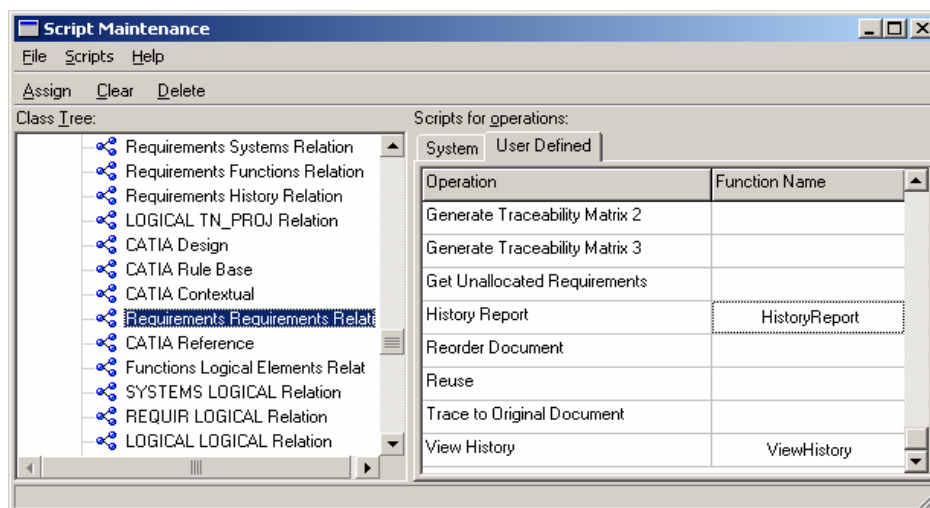 Script Maintenance
File Scripts Help
Assign Clear Delete
Class Tree:
Requirements Systems Relation
Requirements Functions Relation
Requirements History Relation
LOGICAL TN_PROJ Relation
CATIA Design
CATIA Rule Base
CATIA Contextual
Requirements Requirements Relati
CATIA Reference
Functions Logical Elements Relat
SYSTEMS LOGICAL Relation
REQUIR LOGICAL Relation
LOGICAL LOGICAL Relation
Scripts for operations:
System User Defined
Operation Function Name
Generate Traceability Matrix 2
Generate Traceability Matrix 3
Get Unallocated Requirements
History Report HistoryReport
Reorder Document
Reuse
Trace to Original Document
View History ViewHistory